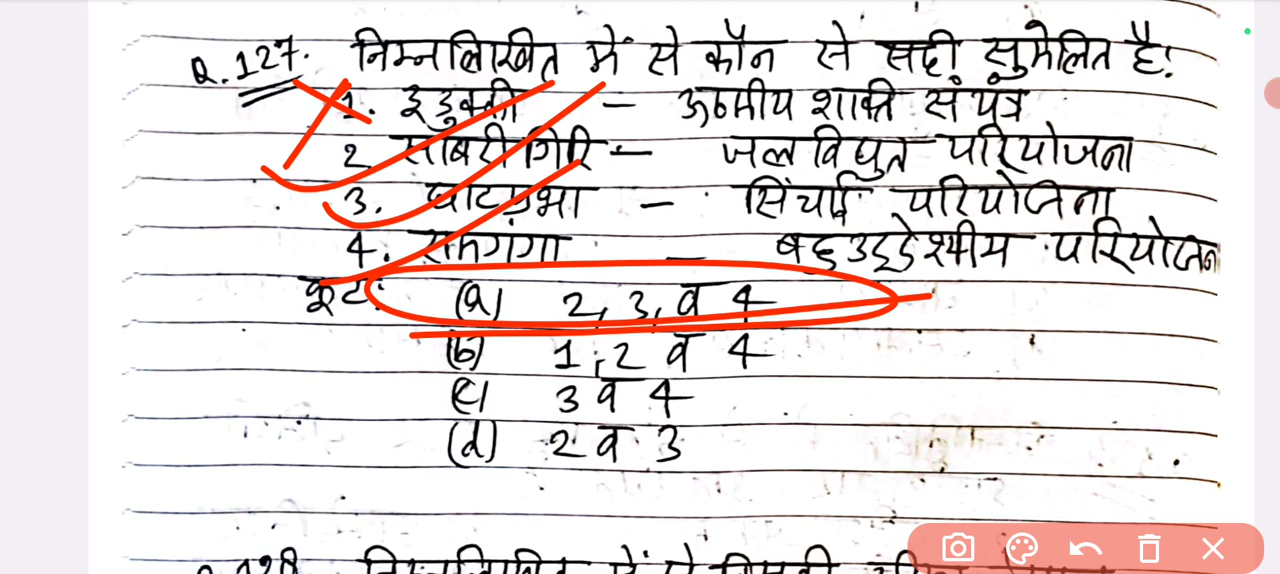 Q.127. निम्नलिखित में से कौन से सही सुमेलित है:
1. इडुक्की – ऊष्मीय शक्ति संयंत्र
2 साबरीगिरि – जल विद्युत परियोजना
3. घाटप्रभा – सिंचाई परियोजना
4. रामगंगा – बहुउद्देश्यीय परियोजन
कूट: (a) 2, 3, व 4
(b) 1, 2 व 4
(c) 3 व 4
(d) 2 व 3